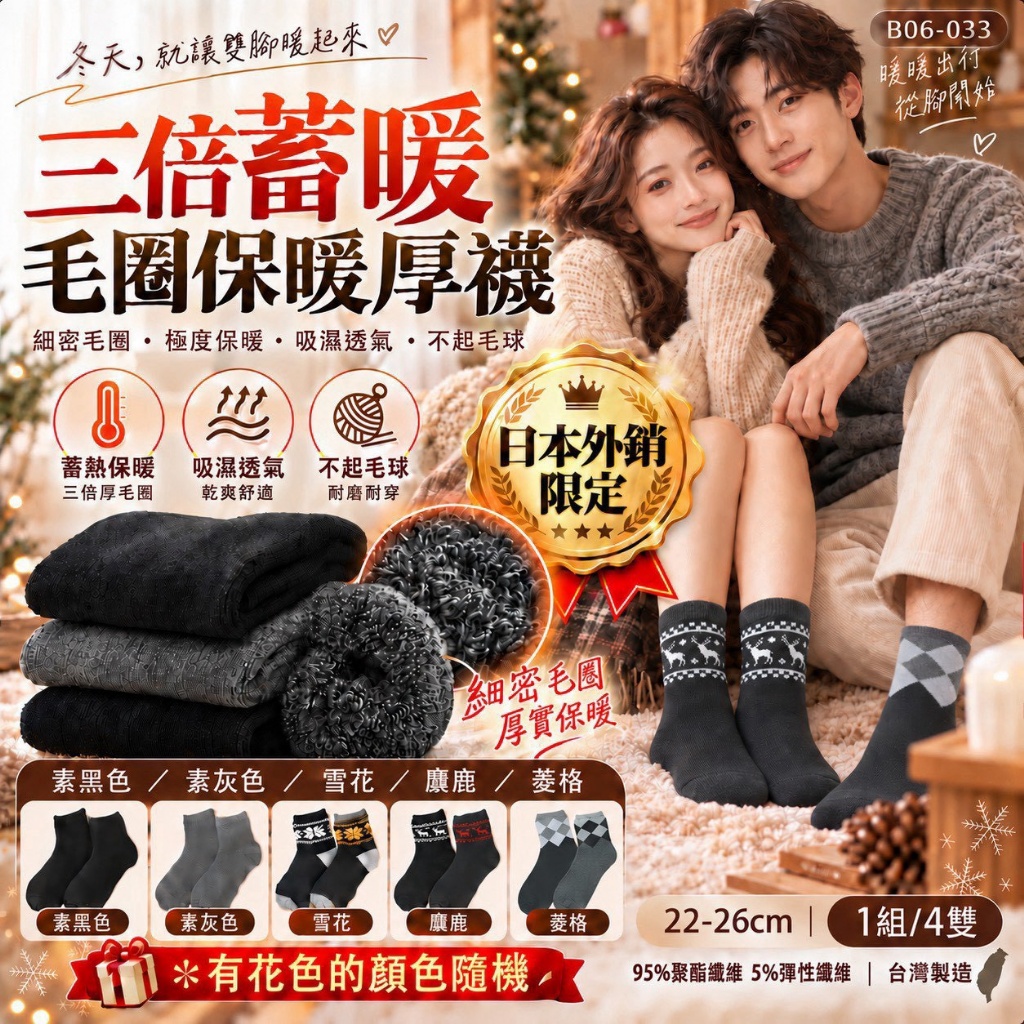 冬天，就讓雙腳暖起來
B06-033
暖暖出行
從腳開始
三倍蓄暖
毛圈保暖厚襪
細密毛圈・極度保暖・吸濕透氣・不起毛球
蓄熱保暖
三倍厚毛圈
吸濕透氣
乾爽舒適
不起毛球
耐磨耐穿
日本外銷
限定
細密毛圈
厚實保暖
素黑色 ／ 素灰色 ／ 雪花 ／ 麋鹿 ／ 菱格
素黑色
素灰色
雪花
麋鹿
菱格
22-26cm｜1組/4雙
95%聚酯纖維 5%彈性纖維｜台灣製造
＊有花色的顏色隨機